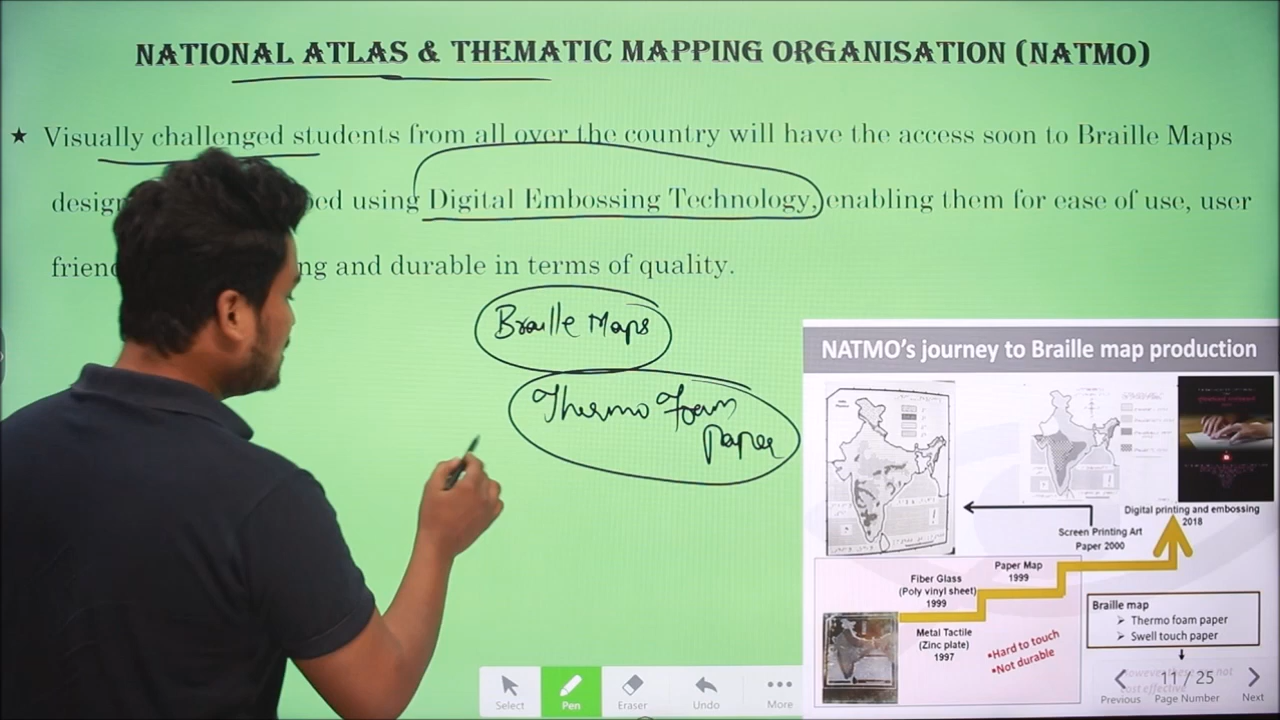 NATIONAL ATLAS & THEMATIC MAPPING ORGANISATION (NATMO)
★ Visually challenged students from all over the country will have the access soon to Braille Maps
using Digital Embossing Technology, enabling them for ease of use, user
and durable in terms of quality.
Braille Maps
Thermo Foam
paper
NATMO's journey to Braille map production
Digital printing and embossing
2018
Screen Printing Art
Paper 2000
Paper Map
1999
Fiber Glass
(Poly vinyl sheet)
1999
Metal Tactile
(Zinc plate)
1997
•Hard to touch
•Not durable
Braille map
➢ Thermo foam paper
➢ Swell touch paper
Select
Pen
Eraser
Undo
More
11 / 25
Previous
Page Number
Next